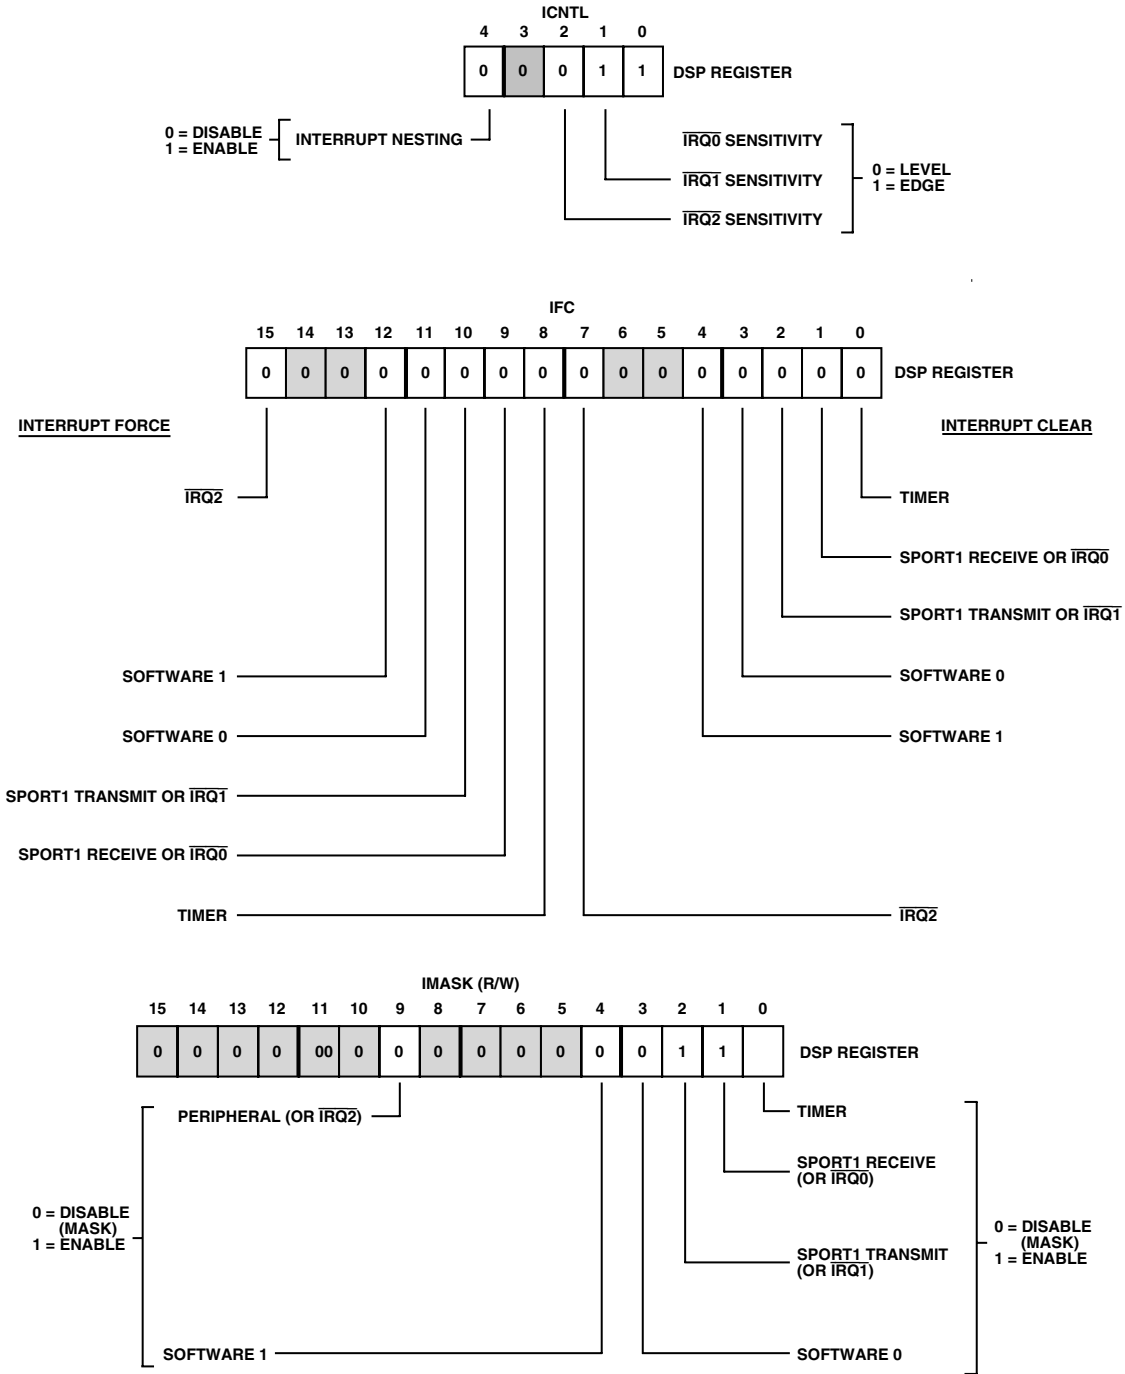 ICNTL
4 3 2 1 0
0 0 0 1 1 DSP REGISTER
0 = DISABLE
1 = ENABLE
INTERRUPT NESTING
IRQ0 SENSITIVITY
IRQ1 SENSITIVITY
IRQ2 SENSITIVITY
0 = LEVEL
1 = EDGE
IFC
15 14 13 12 11 10 9 8 7 6 5 4 3 2 1 0
0 0 0 0 0 0 0 0 0 0 0 0 0 0 0 0 DSP REGISTER
INTERRUPT FORCE
INTERRUPT CLEAR
IRQ2
TIMER
SPORT1 RECEIVE OR IRQ0
SPORT1 TRANSMIT OR IRQ1
SOFTWARE 1
SOFTWARE 0
SOFTWARE 0
SOFTWARE 1
SPORT1 TRANSMIT OR IRQ1
SPORT1 RECEIVE OR IRQ0
TIMER
IRQ2
IMASK (R/W)
15 14 13 12 11 10 9 8 7 6 5 4 3 2 1 0
0 0 0 0 00 0 0 0 0 0 0 0 0 1 1 DSP REGISTER
PERIPHERAL (OR IRQ2)
TIMER
SPORT1 RECEIVE
(OR IRQ0)
0 = DISABLE
(MASK)
1 = ENABLE
0 = DISABLE
(MASK)
1 = ENABLE
SPORT1 TRANSMIT
(OR IRQ1)
SOFTWARE 1
SOFTWARE 0